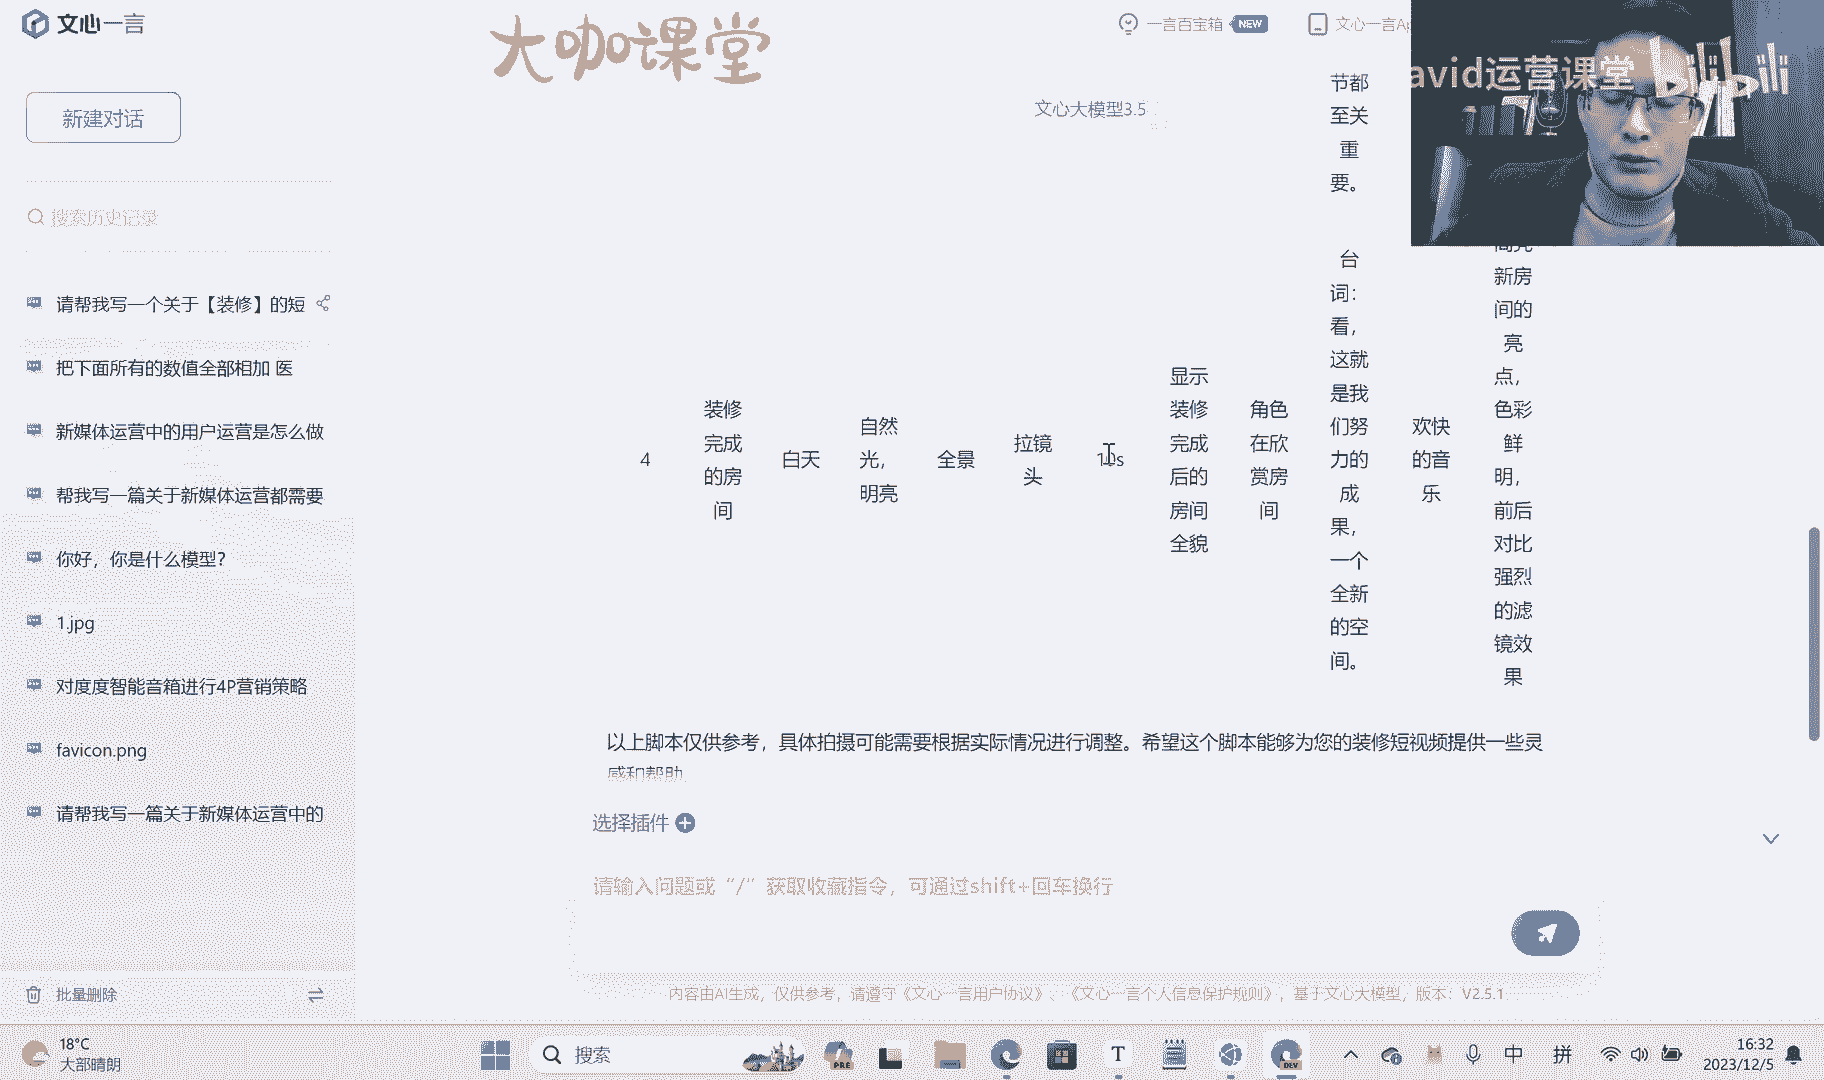 文心一言
大咖课堂
一言百宝箱 NEW
文心一言Ap
avid运营课堂 bilibili
新建对话
文心大模型3.5
搜索历史记录
请帮我写一个关于【装修】的短
把下面所有的数值全部相加 医
新媒体运营中的用户运营是怎么做
帮我写一篇关于新媒体运营都需要
你好，你是什么模型？
1.jpg
对度度智能音箱进行4P营销策略
favicon.png
请帮我写一篇关于新媒体运营中的
批量删除
节都
至关
重
要。
4
装修
完成
的房
间
白天
自然
光，
明亮
全景
拉镜
头
10s
显示
装修
完成
后的
房间
全貌
角色
在欣
赏房
间
台
词：
看，
这就
是我
们努
力的
成
果，
一个
全新
的空
间。
欢快
的音
乐
新房
间的
亮
点，
色彩
鲜
明，
前后
对比
强烈
的滤
镜效
果
以上脚本仅供参考，具体拍摄可能需要根据实际情况进行调整。希望这个脚本能够为您的装修短视频提供一些灵
感和帮助
选择插件
请输入问题或“/”获取收藏指令，可通过shift+回车换行
内容由AI生成，仅供参考，请遵守《文心一言用户协议》、《文心一言个人信息保护规则》，基于文心大模型，版本：V2.5.1
18°C
大部晴朗
搜索
PRE
DEV
中
拼
16:32
2023/12/5